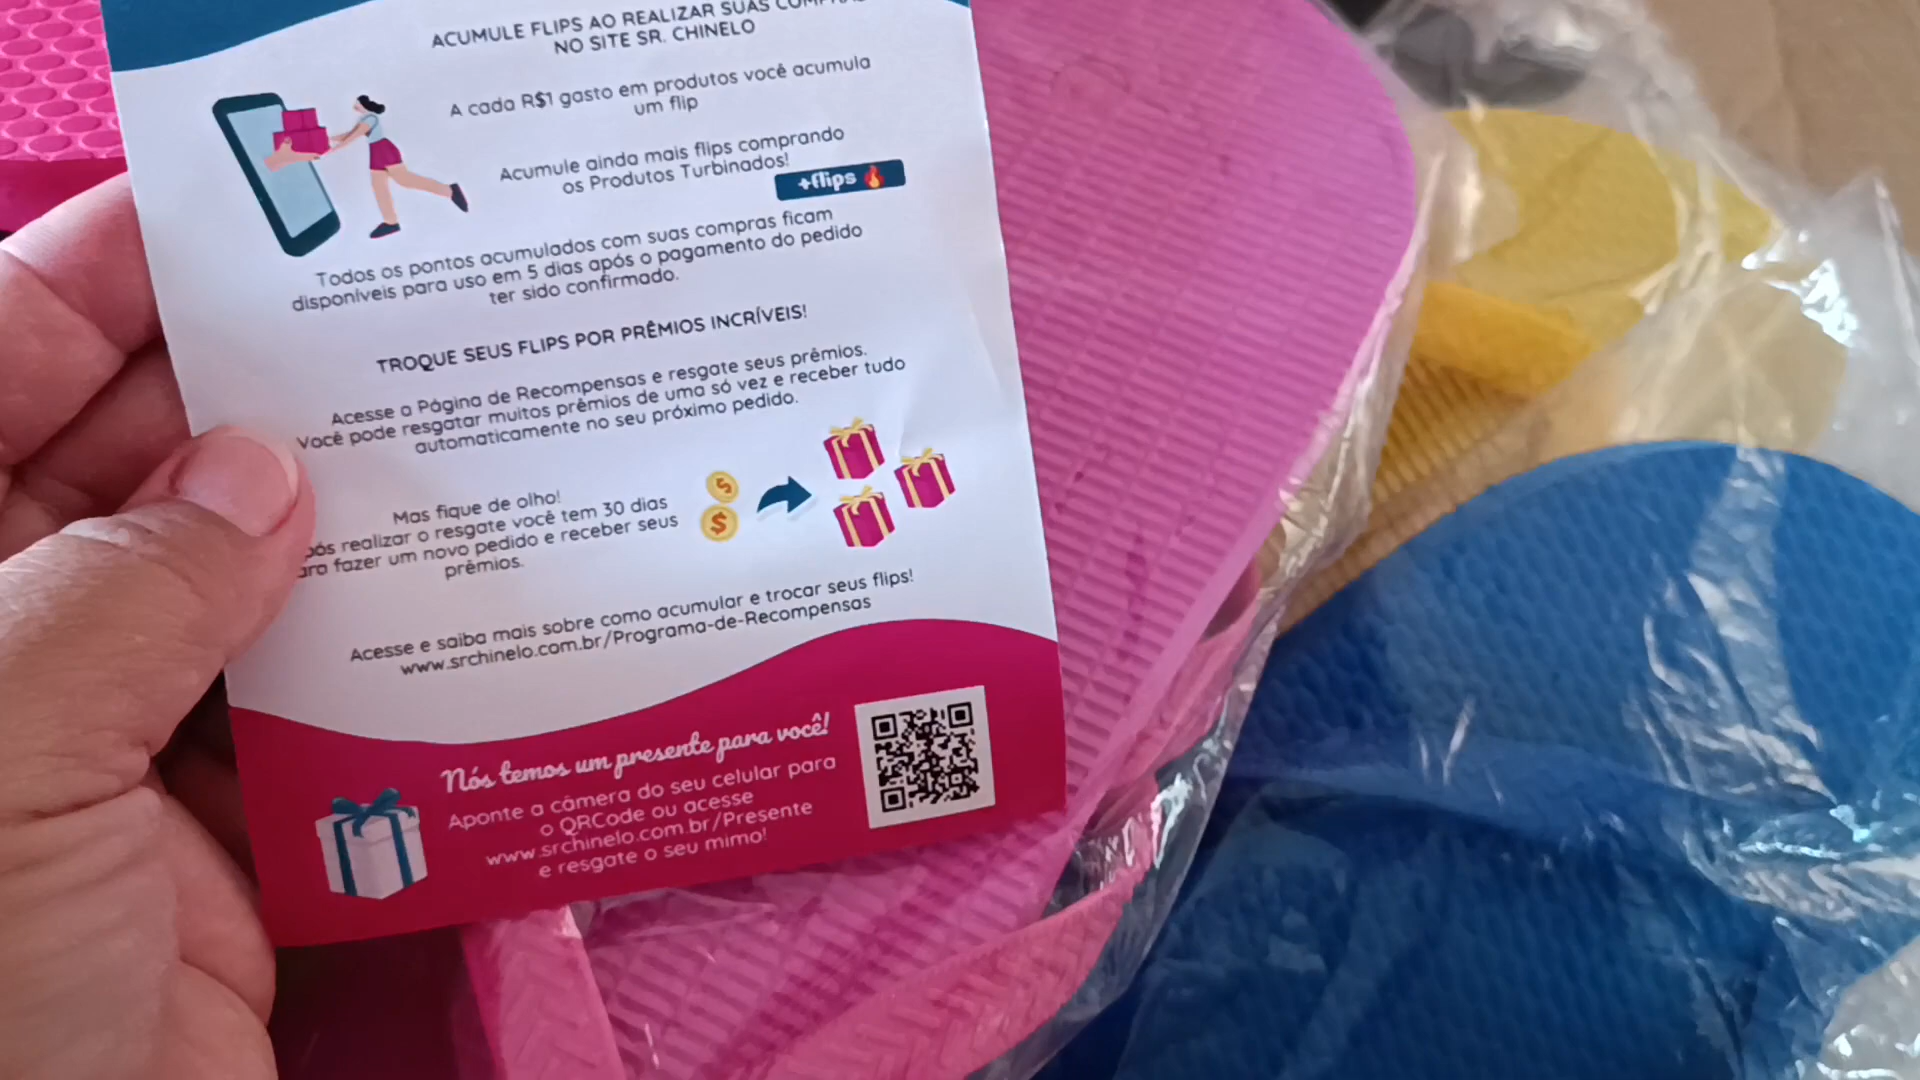 ACUMULE FLIPS AO REALIZAR SUAS
NO SITE SR. CHINELO
A cada R$1 gasto em produtos você acumula
um flip
Acumule ainda mais flips comprando
os Produtos Turbinados!
+flips
Todos os pontos acumulados com suas compras ficam
disponíveis para uso em 5 dias após o pagamento do pedido
ter sido confirmado.
TROQUE SEUS FLIPS POR PRÊMIOS INCRÍVEIS!
Acesse a Página de Recompensas e resgate seus prêmios.
Você pode resgatar muitos prêmios de uma só vez e receber tudo
automaticamente no seu próximo pedido.
Mas fique de olho!
realizar o resgate você tem 30 dias
fazer um novo pedido e receber seus
prêmios.
5
$
Acesse e saiba mais sobre como acumular e trocar seus flips!
www.srchinelo.com.br/Programa-de-Recompensas
Nós temos um presente para você!
Aponte a câmera do seu celular para
o QRCode ou acesse
www.srchinelo.com.br/Presente
e resgate o seu mimo!